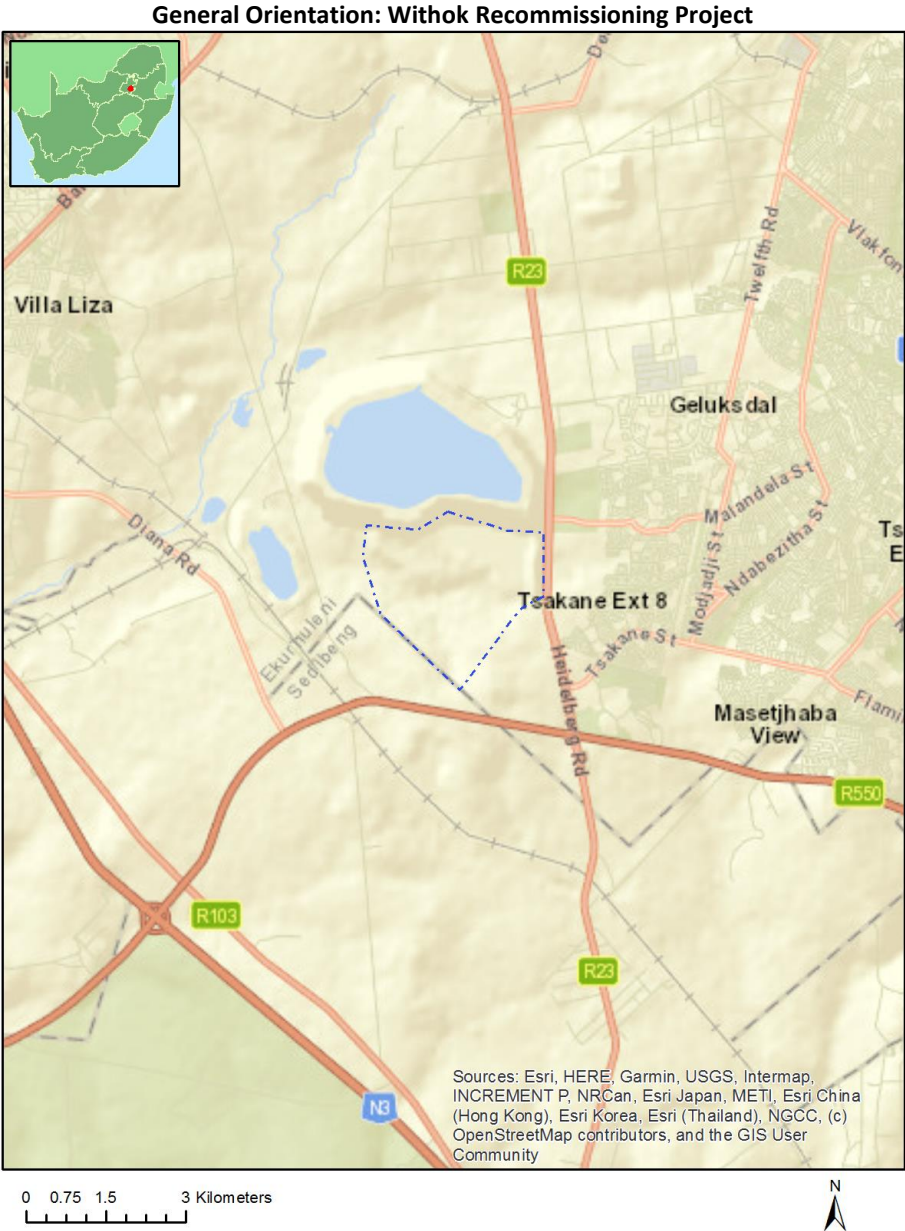 General Orientation: Withok Recommissioning Project
R23
Twelfth Rd
Villa Liza
Geluksdal
Malandela St
Diana Rd
Modjadji St
Ndabezitha St
Tsakane Ext 8
Ekurhuleni
Sedibeng
Tsakane St
Heidelberg Rd
Masetjhaba
View
R550
R103
R23
N3
Sources: Esri, HERE, Garmin, USGS, Intermap,
INCREMENT P, NRCan, Esri Japan, METI, Esri China
(Hong Kong), Esri Korea, Esri (Thailand), NGCC, (c)
OpenStreetMap contributors, and the GIS User
Community
0 0.75 1.5 3 Kilometers
N